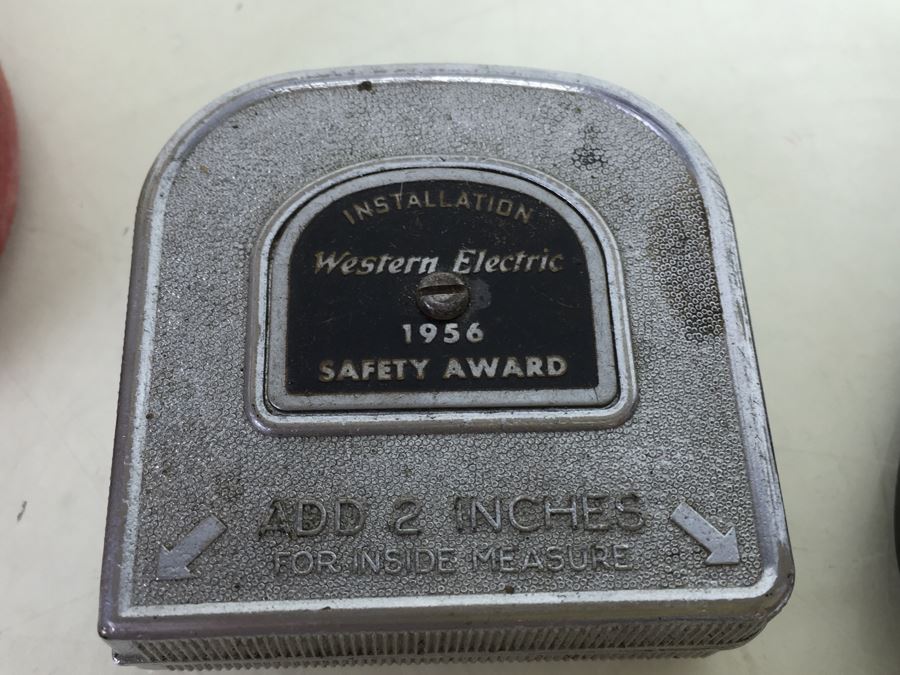 INSTALLATION
Western Electric
1956
SAFETY AWARD
ADD 2 INCHES
FOR INSIDE MEASURE